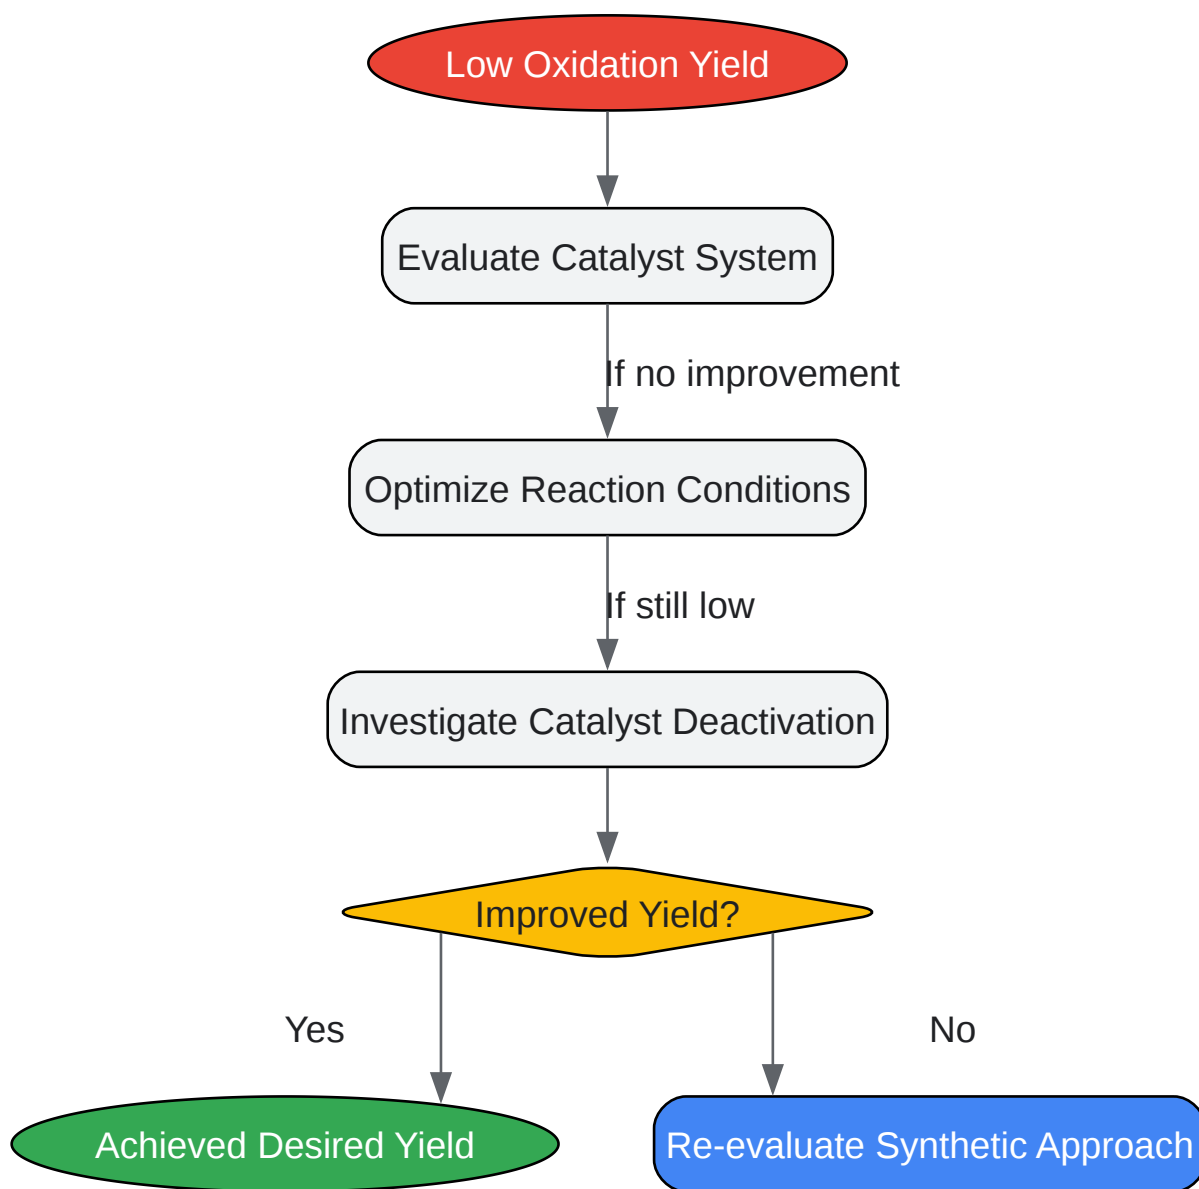 Low Oxidation Yield
Evaluate Catalyst System
If no improvement
Optimize Reaction Conditions
If still low
Investigate Catalyst Deactivation
Improved Yield?
Yes
No
Achieved Desired Yield
Re-evaluate Synthetic Approach